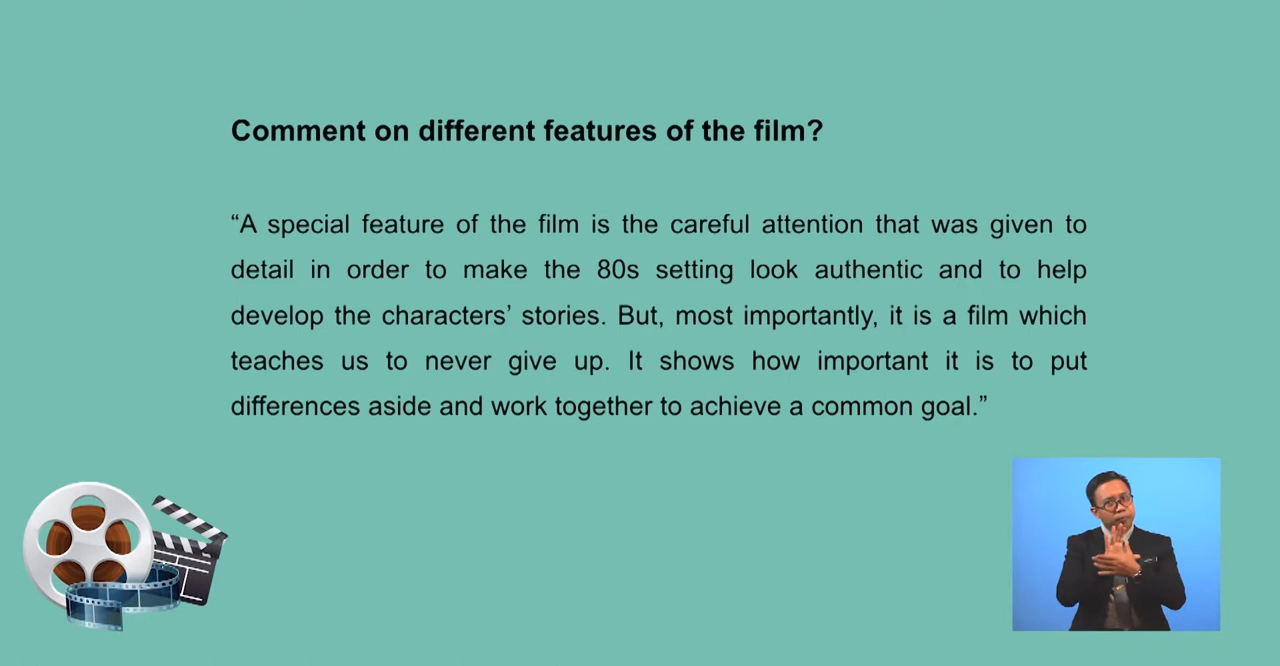 Comment on different features of the film?
“A special feature of the film is the careful attention that was given to
detail in order to make the 80s setting look authentic and to help
develop the characters’ stories. But, most importantly, it is a film which
teaches us to never give up. It shows how important it is to put
differences aside and work together to achieve a common goal.”